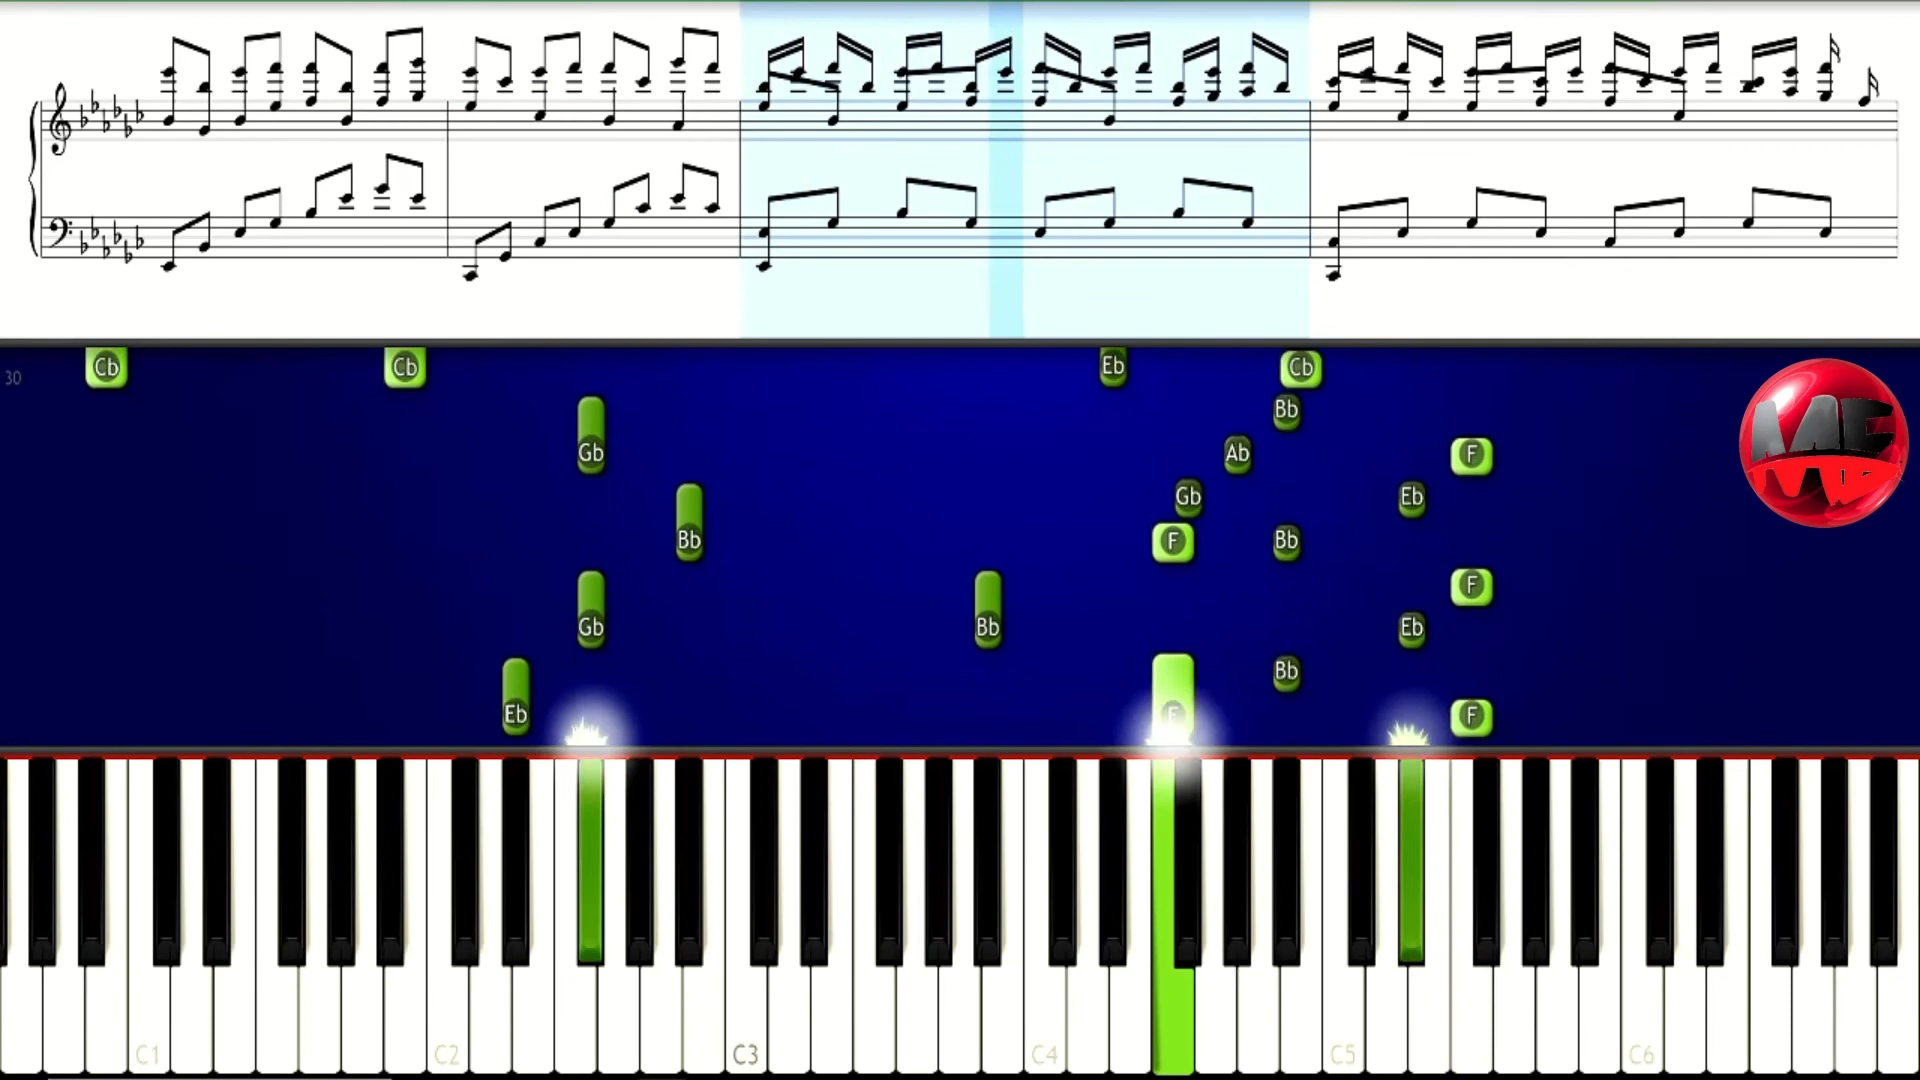 Cb Cb Eb Cb
30
Bb
Gb Ab F
Gb Eb
Bb F Bb
F
Gb Bb Eb
Bb
Eb F F
C1 C2 C3 C4 C5 C6